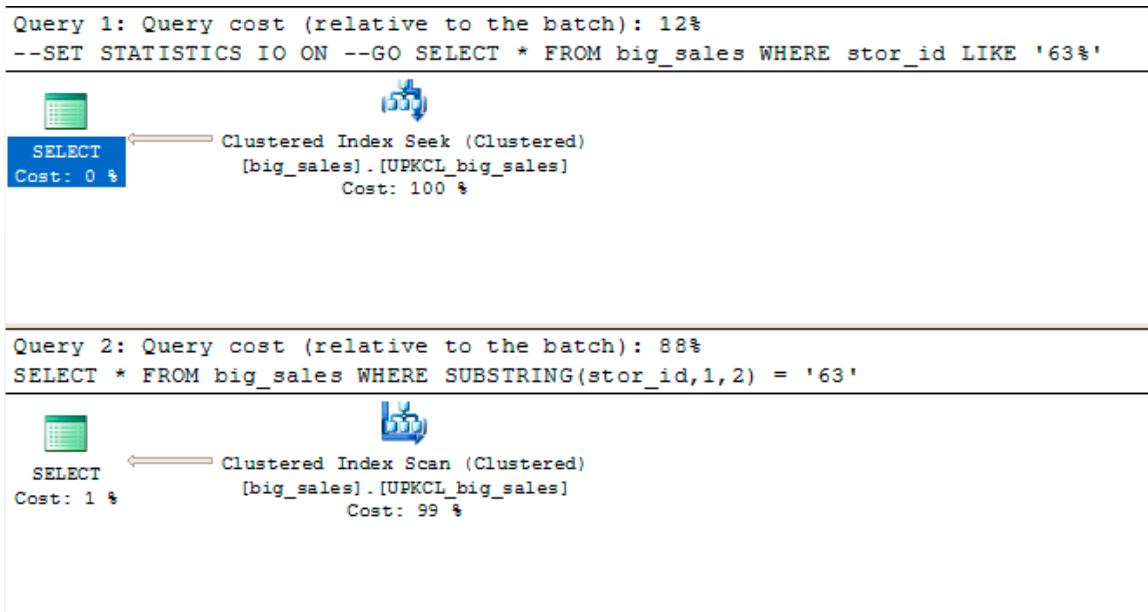 Query 1: Query cost (relative to the batch): 12%
--SET STATISTICS IO ON --GO SELECT * FROM big_sales WHERE stor_id LIKE '63%'
SELECT
Cost: 0 %
Clustered Index Seek (Clustered)
[big_sales].[UPKCL_big_sales]
Cost: 100 %
Query 2: Query cost (relative to the batch): 88%
SELECT * FROM big_sales WHERE SUBSTRING(stor_id,1,2) = '63'
SELECT
Cost: 1 %
Clustered Index Scan (Clustered)
[big_sales].[UPKCL_big_sales]
Cost: 99 %